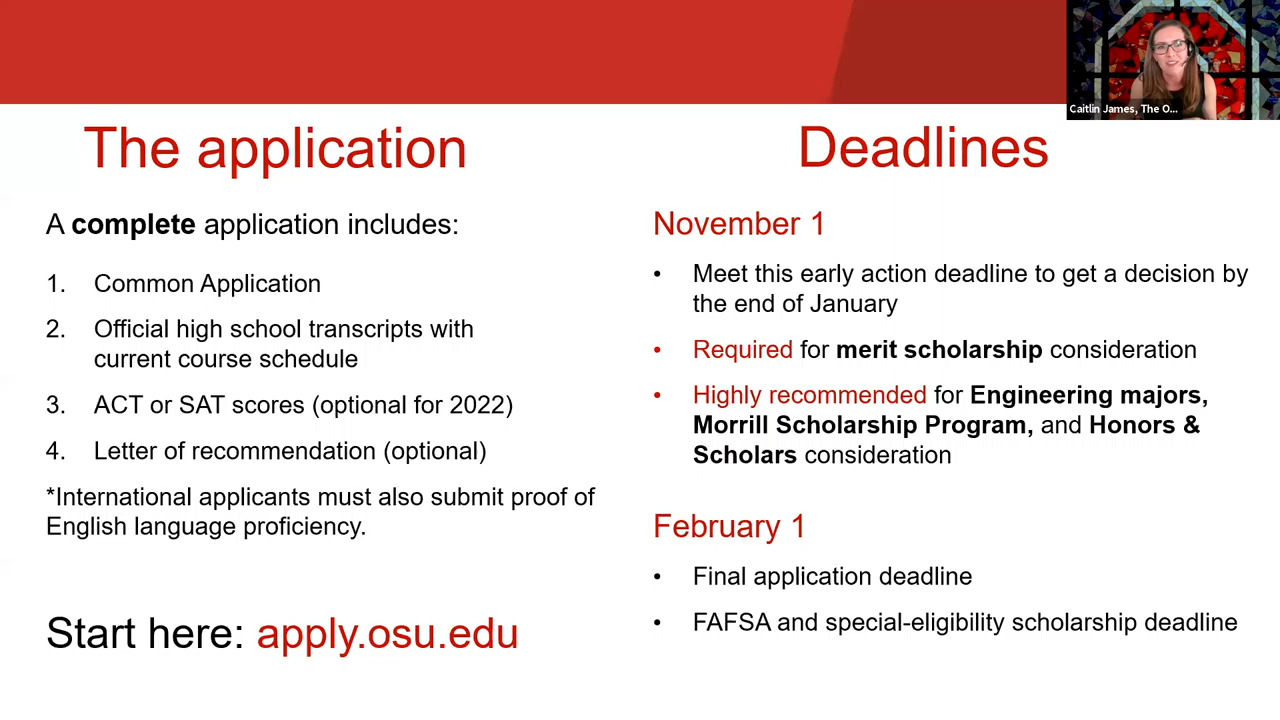 Caitlin James, The O...
The application
A complete application includes:
1. Common Application
2. Official high school transcripts with
current course schedule
3. ACT or SAT scores (optional for 2022)
4. Letter of recommendation (optional)
*International applicants must also submit proof of
English language proficiency.
Start here: apply.osu.edu
Deadlines
November 1
• Meet this early action deadline to get a decision by
the end of January
• Required for merit scholarship consideration
• Highly recommended for Engineering majors,
Morrill Scholarship Program, and Honors &
Scholars consideration
February 1
• Final application deadline
• FAFSA and special-eligibility scholarship deadline